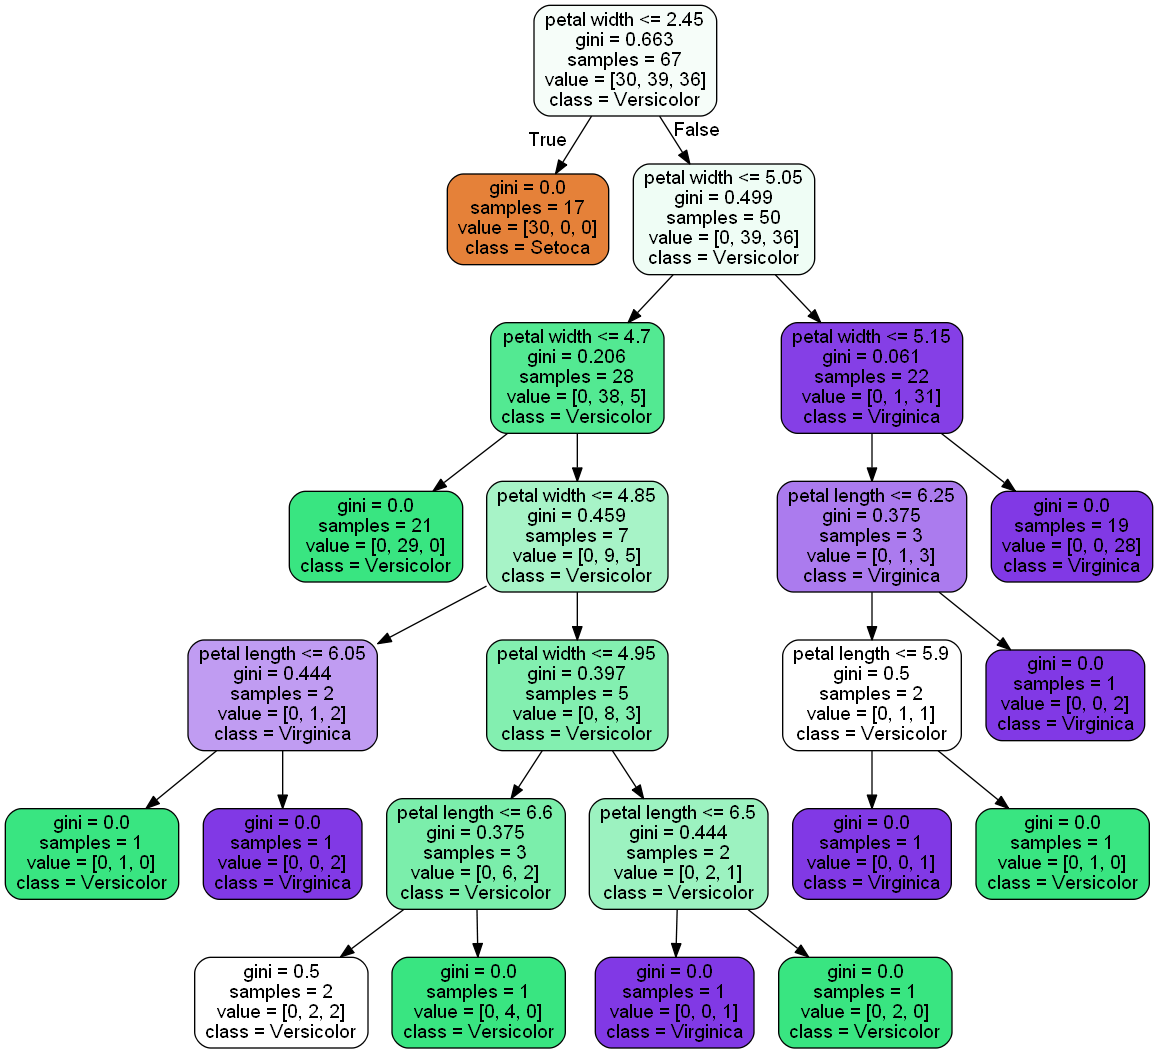 petal width <= 2.45
gini = 0.663
samples = 67
value = [30, 39, 36]
class = Versicolor
True
False
gini = 0.0
samples = 17
value = [30, 0, 0]
class = Setoca
petal width <= 5.05
gini = 0.499
samples = 50
value = [0, 39, 36]
class = Versicolor
petal width <= 4.7
gini = 0.206
samples = 28
value = [0, 38, 5]
class = Versicolor
petal width <= 5.15
gini = 0.061
samples = 22
value = [0, 1, 31]
class = Virginica
gini = 0.0
samples = 21
value = [0, 29, 0]
class = Versicolor
petal width <= 4.85
gini = 0.459
samples = 7
value = [0, 9, 5]
class = Versicolor
petal length <= 6.25
gini = 0.375
samples = 3
value = [0, 1, 3]
class = Virginica
gini = 0.0
samples = 19
value = [0, 0, 28]
class = Virginica
petal length <= 6.05
gini = 0.444
samples = 2
value = [0, 1, 2]
class = Virginica
petal width <= 4.95
gini = 0.397
samples = 5
value = [0, 8, 3]
class = Versicolor
petal length <= 5.9
gini = 0.5
samples = 2
value = [0, 1, 1]
class = Versicolor
gini = 0.0
samples = 1
value = [0, 0, 2]
class = Virginica
gini = 0.0
samples = 1
value = [0, 1, 0]
class = Versicolor
gini = 0.0
samples = 1
value = [0, 0, 2]
class = Virginica
petal length <= 6.6
gini = 0.375
samples = 3
value = [0, 6, 2]
class = Versicolor
petal length <= 6.5
gini = 0.444
samples = 2
value = [0, 2, 1]
class = Versicolor
gini = 0.0
samples = 1
value = [0, 0, 1]
class = Virginica
gini = 0.0
samples = 1
value = [0, 1, 0]
class = Versicolor
gini = 0.5
samples = 2
value = [0, 2, 2]
class = Versicolor
gini = 0.0
samples = 1
value = [0, 4, 0]
class = Versicolor
gini = 0.0
samples = 1
value = [0, 0, 1]
class = Virginica
gini = 0.0
samples = 1
value = [0, 2, 0]
class = Versicolor